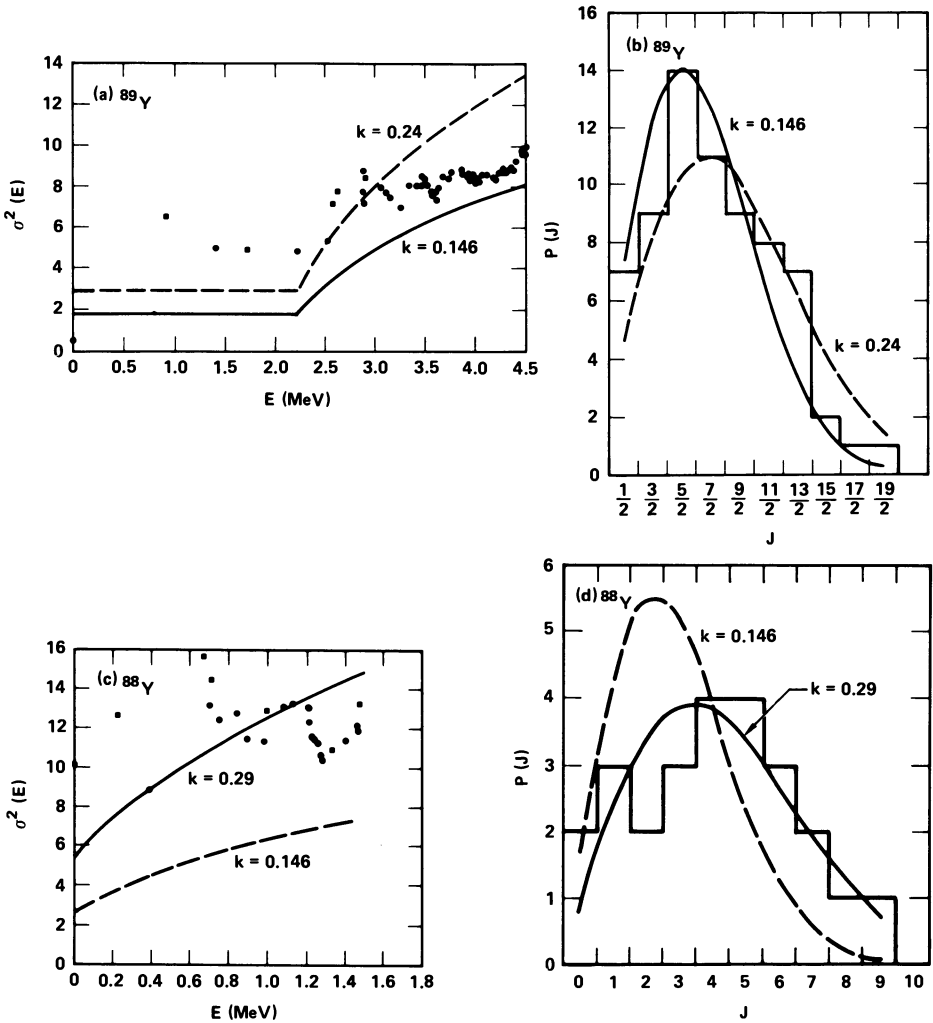 (a) 89Y
14
12
10
8
6
4
2
0
σ² (E)
k = 0.24
k = 0.146
0 0.5 1.0 1.5 2.0 2.5 3.0 3.5 4.0 4.5
E (MeV)
(b) 89Y
16
14
12
10
8
6
4
2
0
P (J)
k = 0.146
k = 0.24
1/2 3/2 5/2 7/2 9/2 11/2 13/2 15/2 17/2 19/2
J
(c) 88Y
16
14
12
10
8
6
4
2
0
σ² (E)
k = 0.29
k = 0.146
0 0.2 0.4 0.6 0.8 1.0 1.2 1.4 1.6 1.8
E (MeV)
(d) 88Y
6
5
4
3
2
1
0
P (J)
k = 0.146
k = 0.29
0 1 2 3 4 5 6 7 8 9 10
J